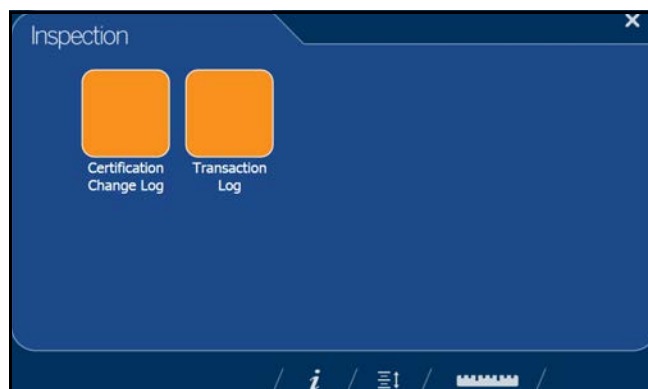 Inspection
Certification
Change Log
Transaction
Log
i